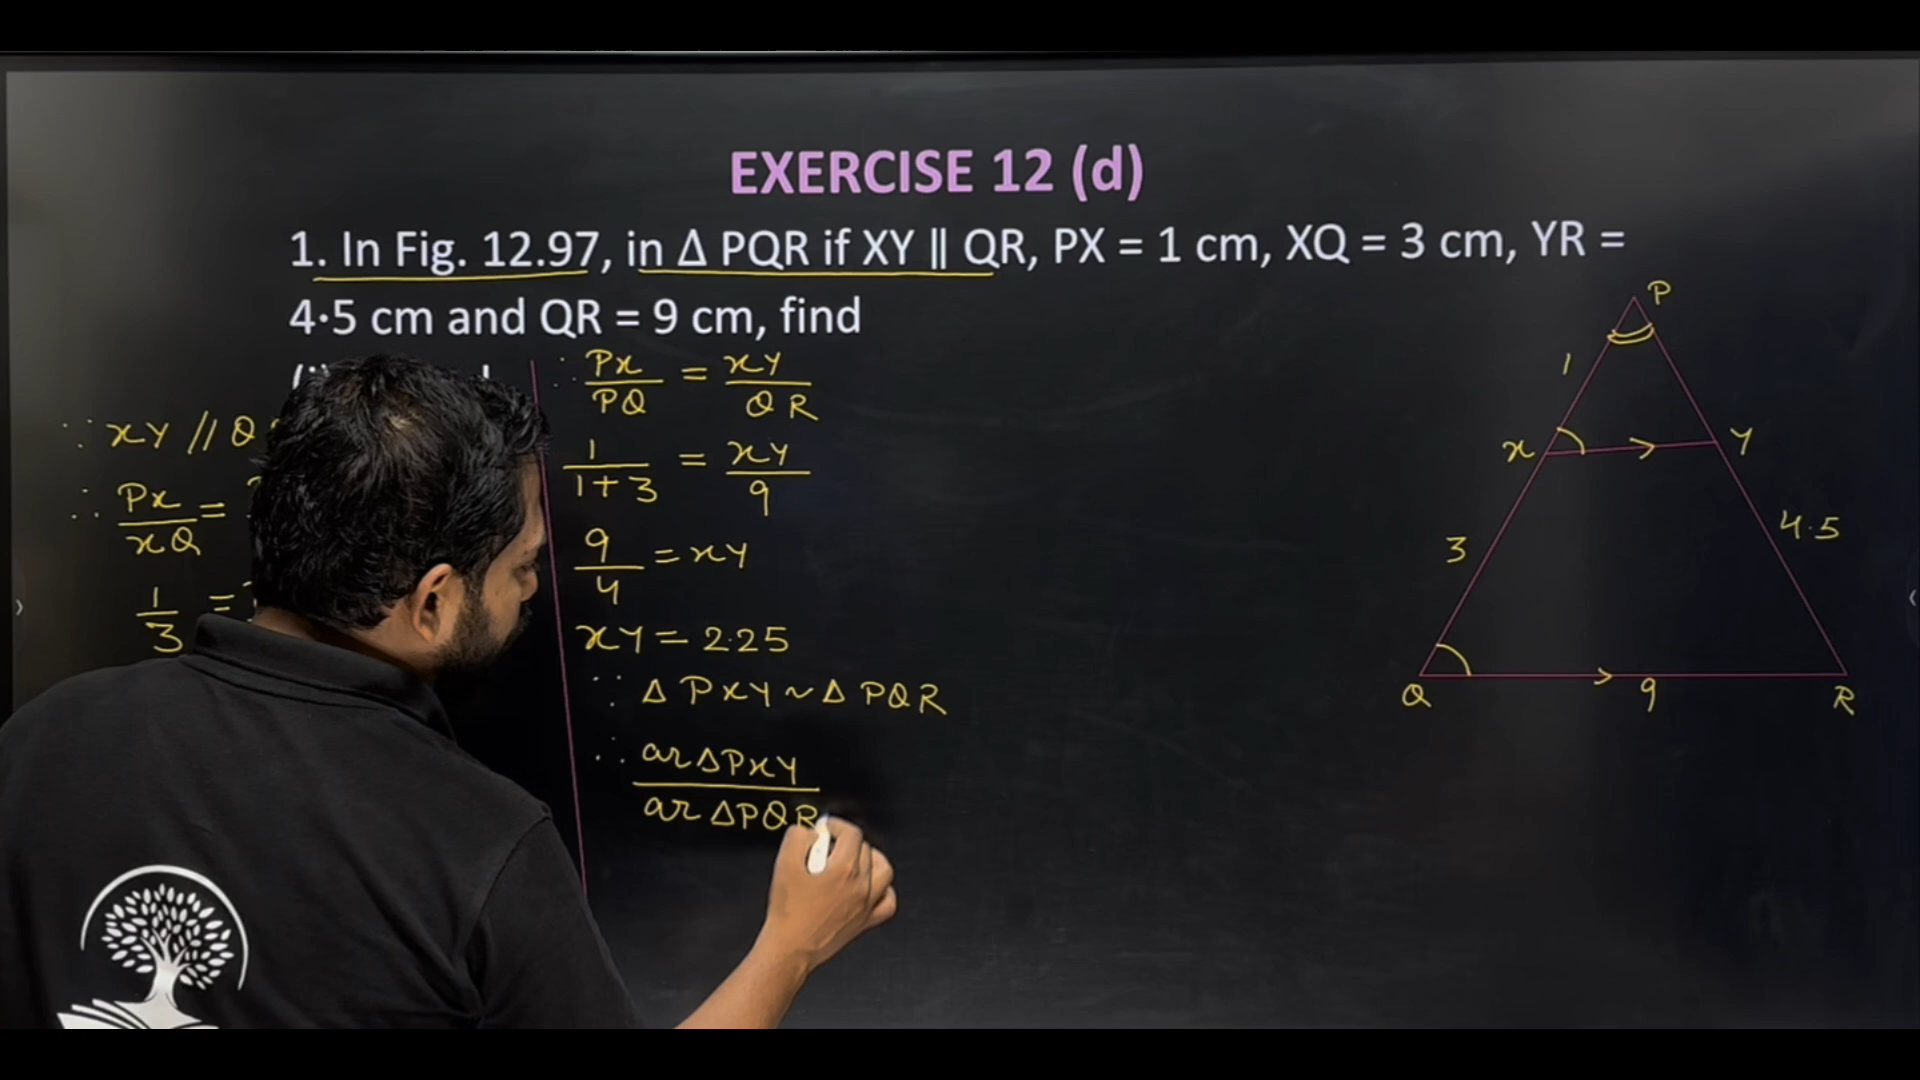 EXERCISE 12 (d)
1. In Fig. 12.97, in Δ PQR if XY ∥ QR, PX = 1 cm, XQ = 3 cm, YR =
4·5 cm and QR = 9 cm, find
∵ XY // Q
∴ PX/XQ =
1/3 =
∴ PX/PQ = XY/QR
1/1+3 = XY/9
9/4 = XY
XY = 2.25
∵ Δ PXY ~ Δ PQR
∴ ar ΔPXY/ar ΔPQR
P
1
X
Y
3
4.5
Q
9
R